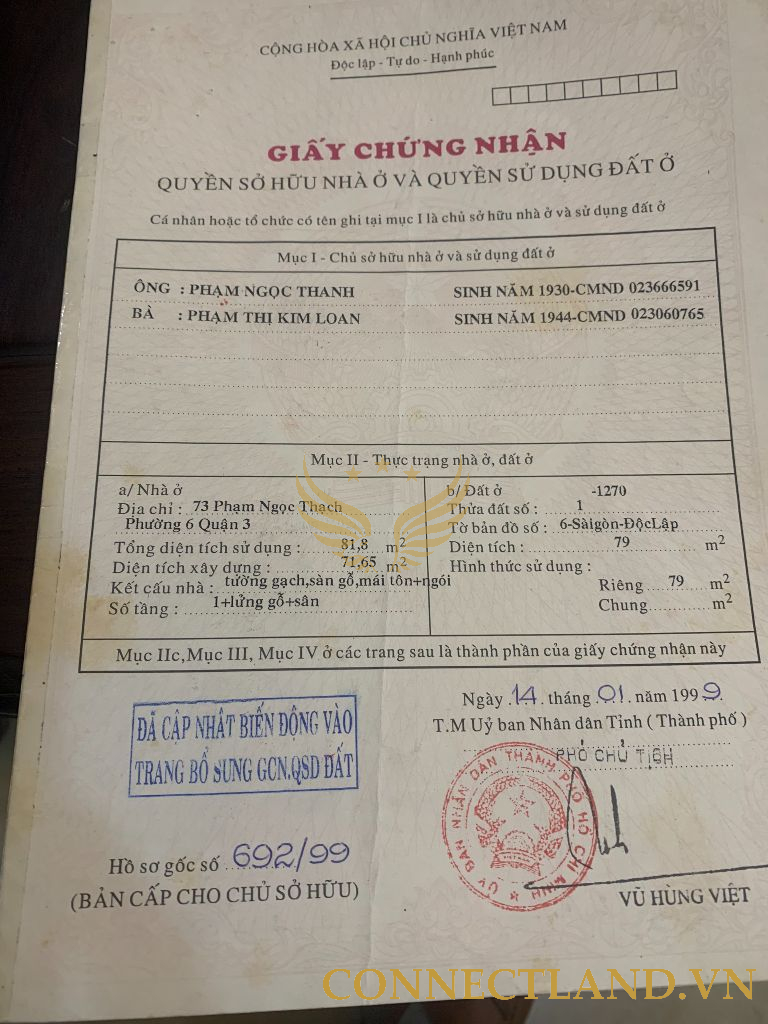 CỘNG HÒA XÃ HỘI CHỦ NGHĨA VIỆT NAM
Độc lập - Tự do - Hạnh phúc
GIẤY CHỨNG NHẬN
QUYỀN SỞ HỮU NHÀ Ở VÀ QUYỀN SỬ DỤNG ĐẤT Ở
Cá nhân hoặc tổ chức có tên ghi tại mục I là chủ sở hữu nhà ở và sử dụng đất ở
Mục I - Chủ sở hữu nhà ở và sử dụng đất ở
ÔNG : PHẠM NGỌC THANH SINH NĂM 1930-CMND 023666591
BÀ : PHẠM THỊ KIM LOAN SINH NĂM 1944-CMND 023060765
Mục II - Thực trạng nhà ở, đất ở
a/ Nhà ở
Địa chỉ : 73 Phạm Ngọc Thạch
Phường 6 Quận 3
Tổng diện tích sử dụng : 81,8 m2
Diện tích xây dựng : 71,65 m2
Kết cấu nhà : tường gạch,sàn gỗ,mái tôn+ngói
Số tầng : 1+lửng gỗ+sân
b/ Đất ở -1270
Thửa đất số : 1
Tờ bản đồ số : 6-Sàigòn-ĐộcLập
Diện tích : 79 m2
Hình thức sử dụng :
Riêng 79 m2
Chung m2
Mục IIc,Mục III, Mục IV ở các trang sau là thành phần của giấy chứng nhận này
ĐÃ CẬP NHẬT BIẾN ĐỘNG VÀO
TRANG BỔ SUNG GCN.QSD ĐẤT
Hồ sơ gốc số 692/99
(BẢN CẤP CHO CHỦ SỞ HỮU)
Ngày 14 tháng 01 năm 1999
T.M Uỷ ban Nhân dân Tỉnh ( Thành phố )
PHÓ CHỦ TỊCH
ỦY BAN NHÂN DÂN THÀNH PHỐ HỒ CHÍ MINH
VŨ HÙNG VIỆT
CONNECTLAND.VN